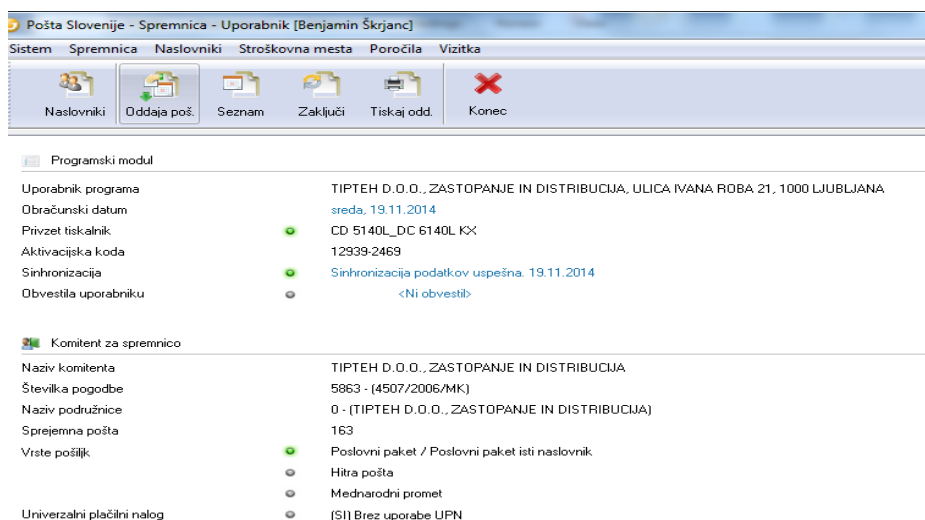 Pošta Slovenije - Spremnica - Uporabnik [Benjamin Škrjanc]
Sistem Spremnica Naslovniki Stroškovna mesta Poročila Vizitka
Naslovniki Oddaja poš. Seznam Zaključi Tiskaj odd. Konec
Programski modul
Uporabnik programa TIPTEH D.O.O., ZASTOPANJE IN DISTRIBUCIJA, ULICA IVANA ROBA 21, 1000 LJUBLJANA
Obračunski datum sreda, 19.11.2014
Privzet tiskalnik CD 5140L_DC 6140L KX
Aktivacijska koda 12939-2469
Sinhronizacija Sinhronizacija podatkov uspešna. 19.11.2014
Obvestila uporabniku <Ni obvestil>
Komitent za spremnico
Naziv komitenta TIPTEH D.O.O., ZASTOPANJE IN DISTRIBUCIJA
Številka pogodbe 5863 - (4507/2006/MK)
Naziv podružnice 0 - (TIPTEH D.O.O., ZASTOPANJE IN DISTRIBUCIJA)
Sprejemna pošta 163
Vrste pošiljk Poslovni paket / Poslovni paket isti naslovnik
Hitra pošta
Mednarodni promet
Univerzalni plačilni nalog (SI) Brez uporabe UPN